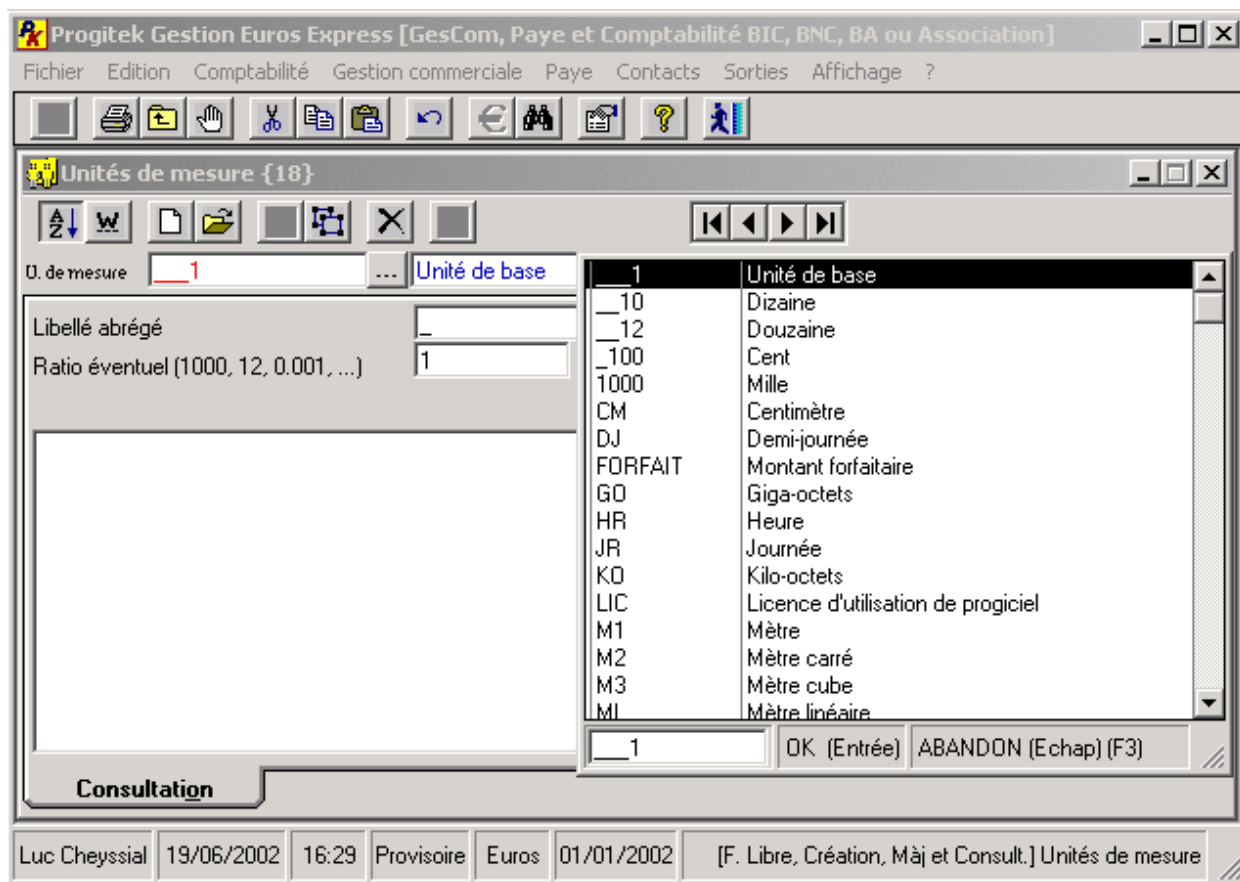 Progitek Gestion Euros Express [GesCom, Paye et Comptabilité BIC, BNC, BA ou Association]
Fichier Edition Comptabilité Gestion commerciale Paye Contacts Sorties Affichage ?
Unités de mesure {18}
U. de mesure ___1 ... Unité de base
Libellé abrégé _
Ratio éventuel (1000, 12, 0.001, ...) 1
___1 Unité de base
__10 Dizaine
__12 Douzaine
_100 Cent
1000 Mille
CM Centimètre
DJ Demi-journée
FORFAIT Montant forfaitaire
GO Giga-octets
HR Heure
JR Journée
KO Kilo-octets
LIC Licence d'utilisation de progiciel
M1 Mètre
M2 Mètre carré
M3 Mètre cube
ML Mètre linéaire
___1 OK (Entrée) ABANDON (Echap) (F3)
Consultation
Luc Cheyssial 19/06/2002 16:29 Provisoire Euros 01/01/2002 [F. Libre, Création, Màj et Consult.] Unités de mesure